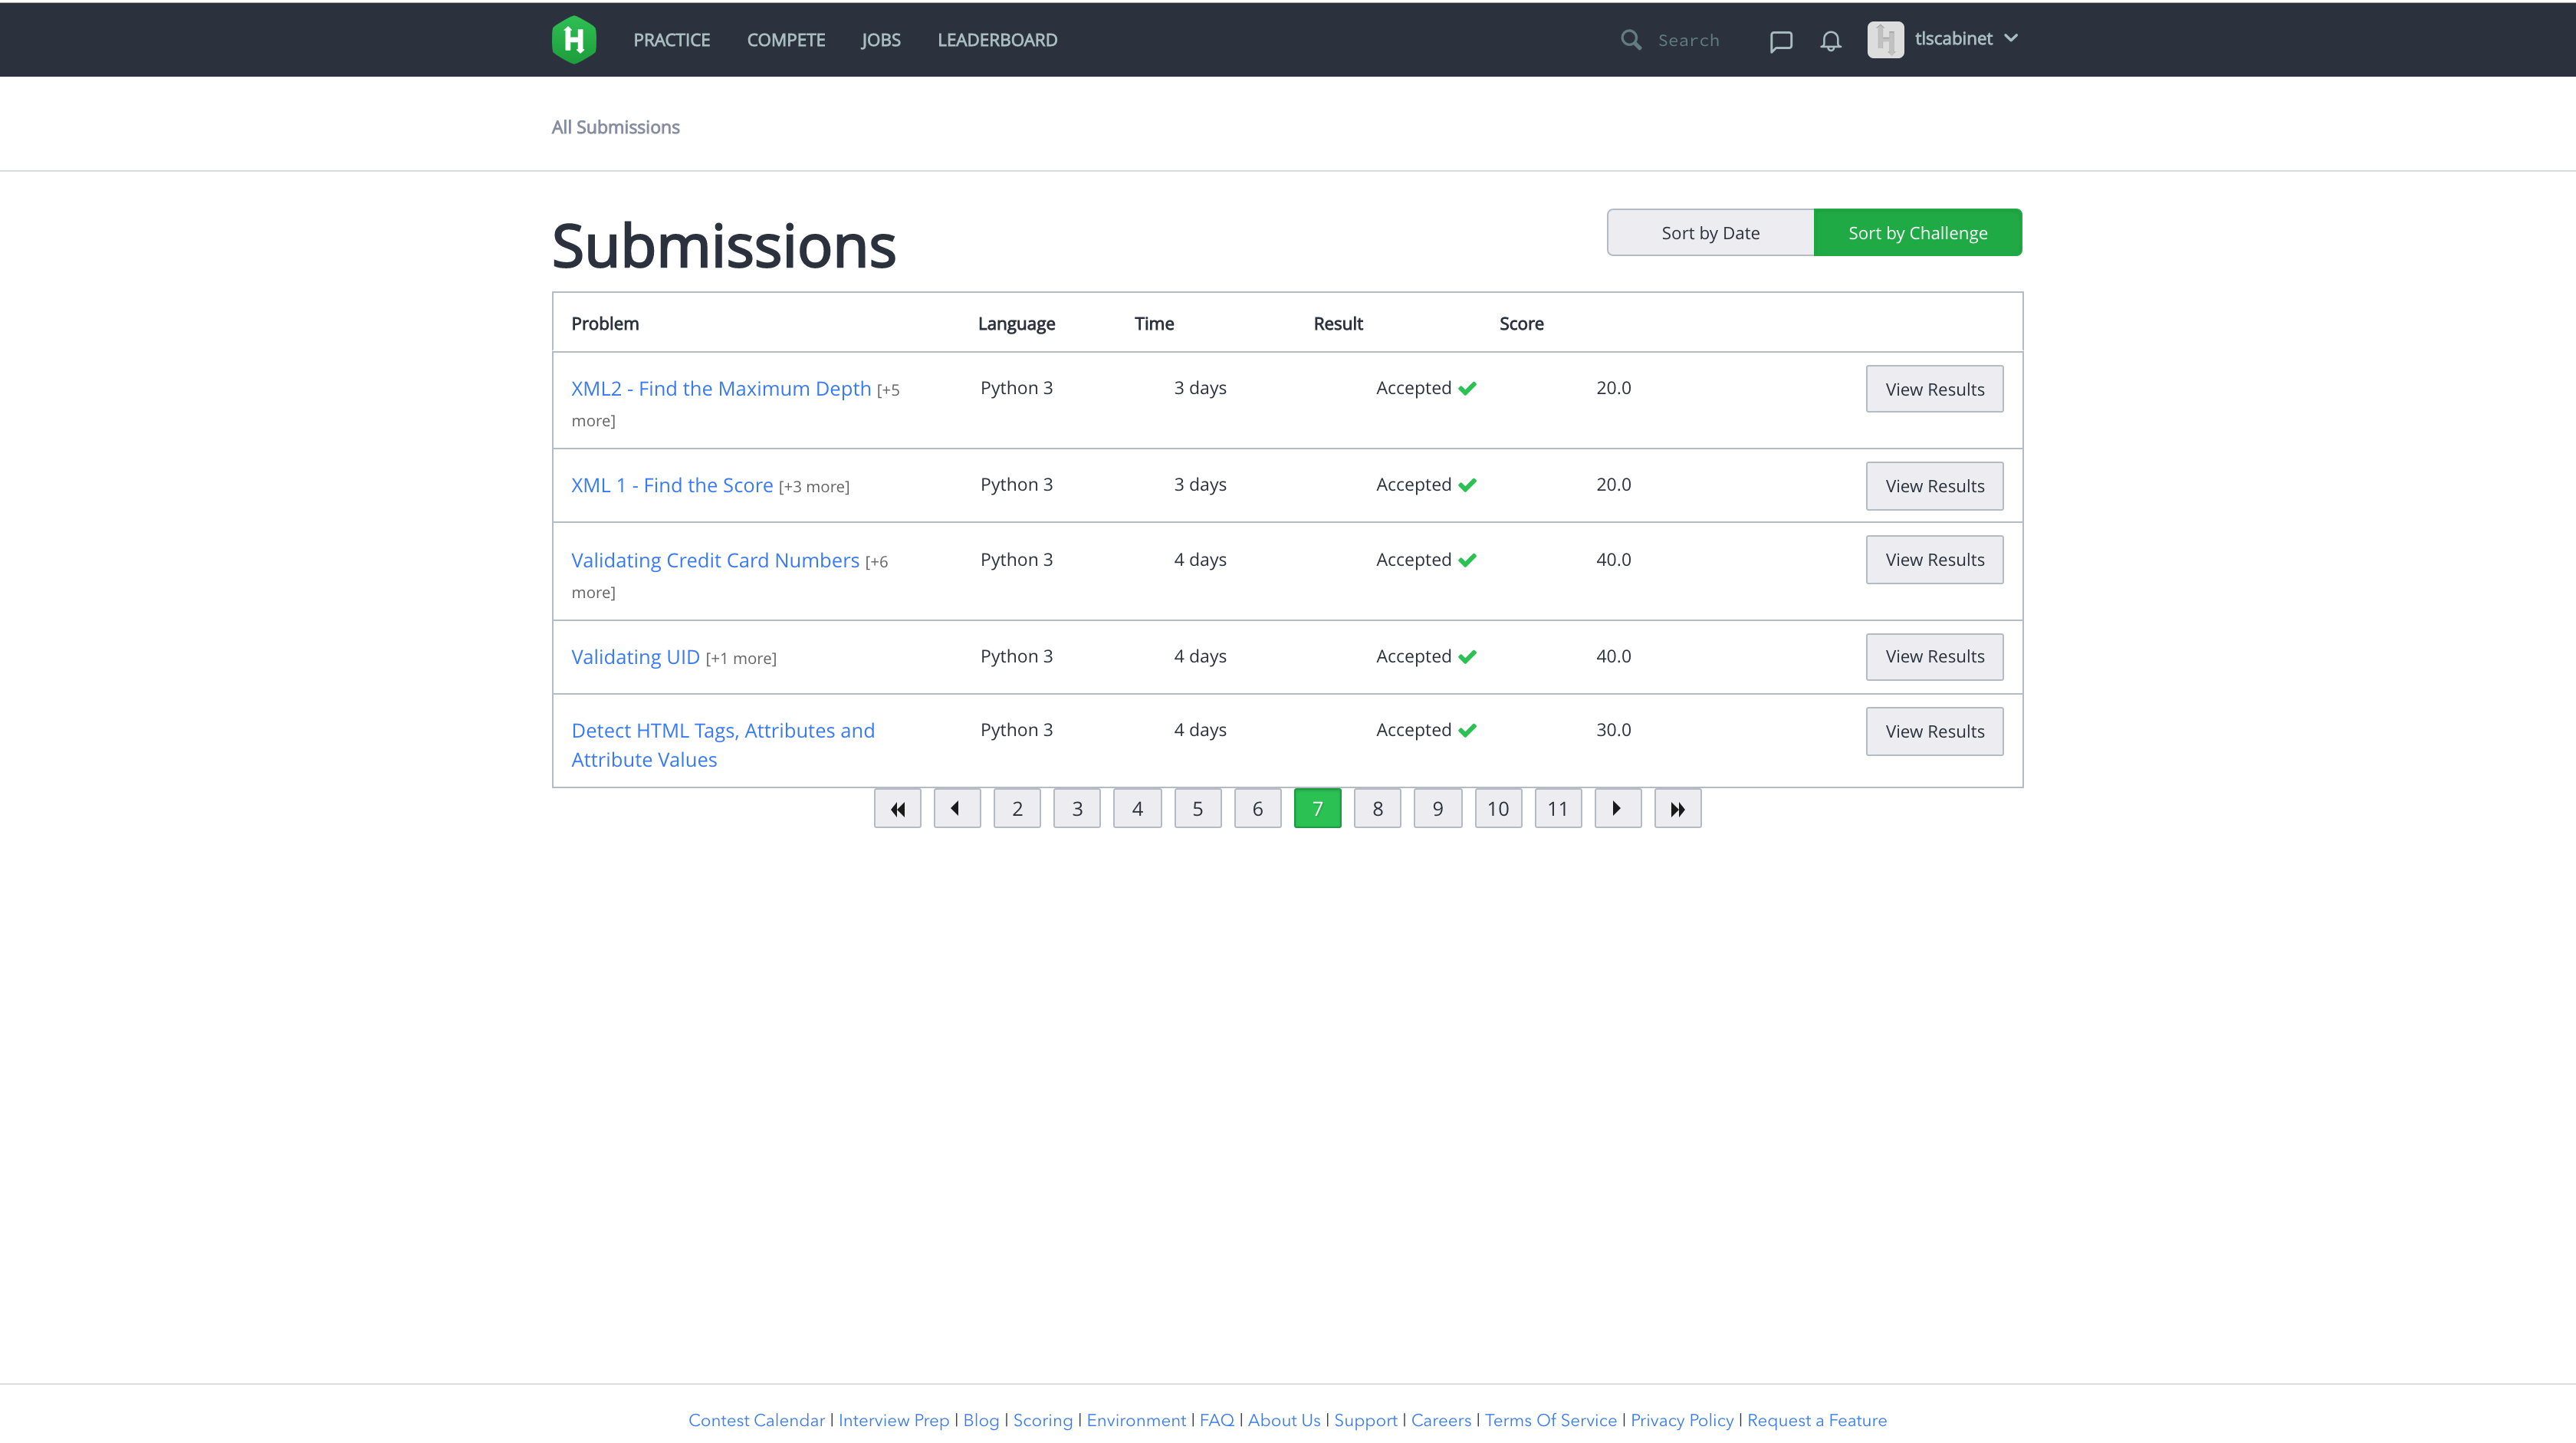 H PRACTICE COMPETE JOBS LEADERBOARD Search H tlscabinet
All Submissions
Submissions
Sort by Date Sort by Challenge
Problem Language Time Result Score
XML2 - Find the Maximum Depth [+5 Python 3 3 days Accepted 20.0 View Results
more]
XML 1 - Find the Score [+3 more] Python 3 3 days Accepted 20.0 View Results
Validating Credit Card Numbers [+6 Python 3 4 days Accepted 40.0 View Results
more]
Validating UID [+1 more] Python 3 4 days Accepted 40.0 View Results
Detect HTML Tags, Attributes and Python 3 4 days Accepted 30.0 View Results
Attribute Values
2 3 4 5 6 7 8 9 10 11
Contest Calendar | Interview Prep | Blog | Scoring | Environment | FAQ | About Us | Support | Careers | Terms Of Service | Privacy Policy | Request a Feature